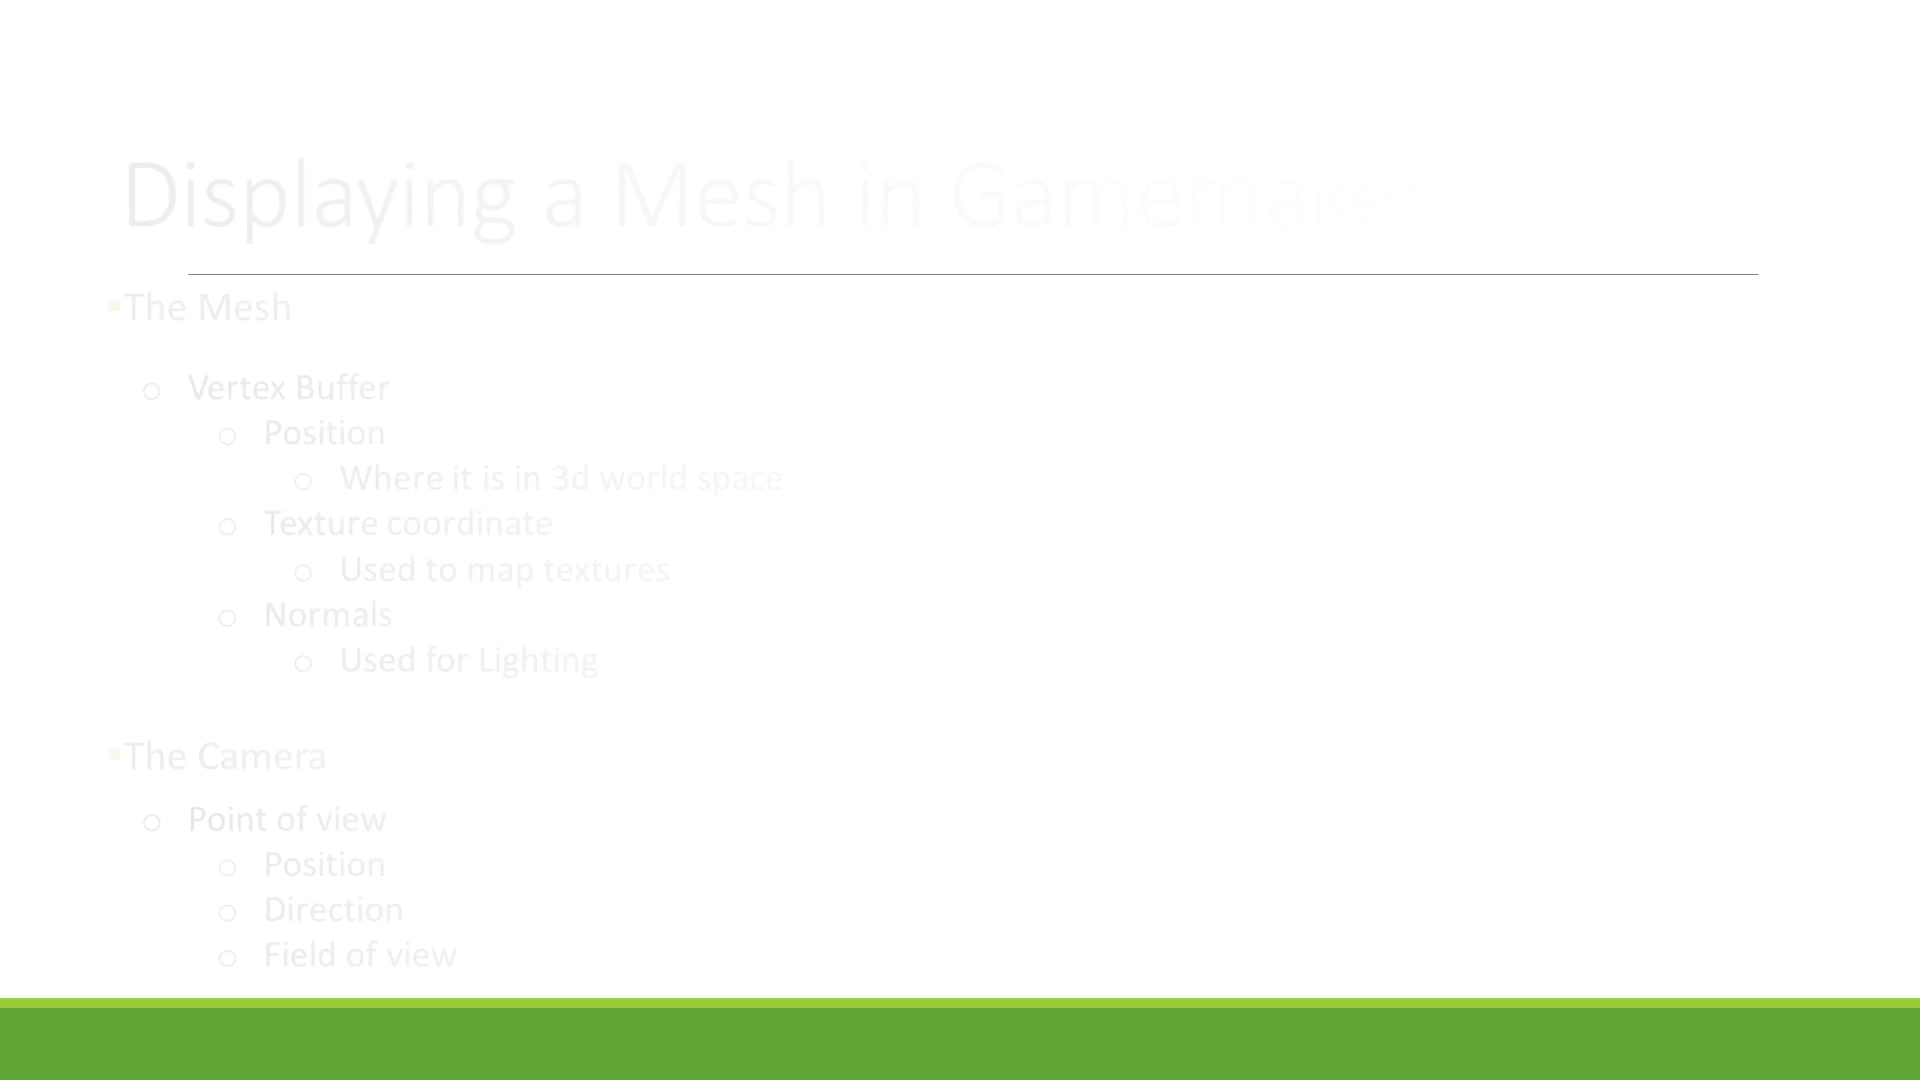 Displaying a Mesh in Gamemaker
▪The Mesh
o Vertex Buffer
o Position
o Where it is in 3d world space
o Texture coordinate
o Used to map textures
o Normals
o Used for Lighting
▪The Camera
o Point of view
o Position
o Direction
o Field of view